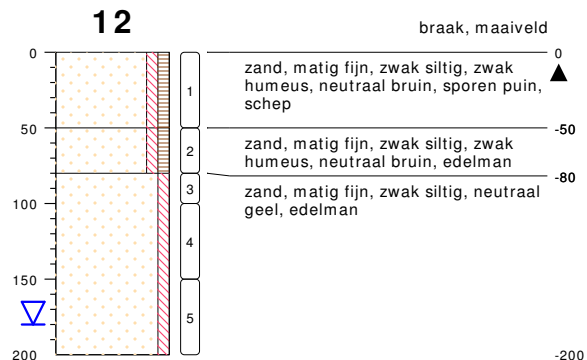 12
braak, maaiveld
0
0
zand, matig fijn, zwak siltig, zwak
humeus, neutraal bruin, sporen puin,
schep
1
50
-50
zand, matig fijn, zwak siltig, zwak
humeus, neutraal bruin, edelman
2
-80
zand, matig fijn, zwak siltig, neutraal
geel, edelman
3
100
4
150
5
200
-200